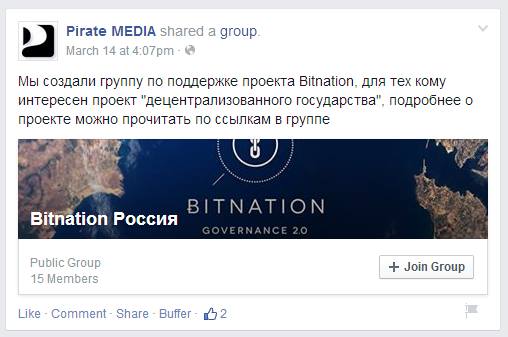 Pirate MEDIA shared a group.
March 14 at 4:07pm ·
Мы создали группу по поддержке проекта Bitnation, для тех кому
интересен проект "децентрализованного государства", подробнее о
проекте можно прочитать по ссылкам в группе
BITNATION
GOVERNANCE 2.0
Bitnation Россия
Public Group
15 Members
+ Join Group
Like · Comment · Share · Buffer · 2